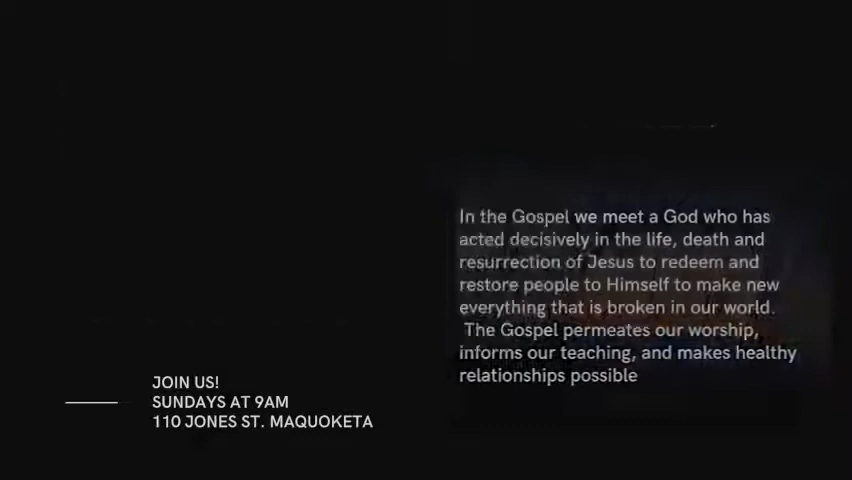 In the Gospel we meet a God who has
acted decisively in the life, death and
resurrection of Jesus to redeem and
restore people to Himself to make new
everything that is broken in our world.
The Gospel permeates our worship,
informs our teaching, and makes healthy
relationships possible
JOIN US!
SUNDAYS AT 9AM
110 JONES ST. MAQUOKETA